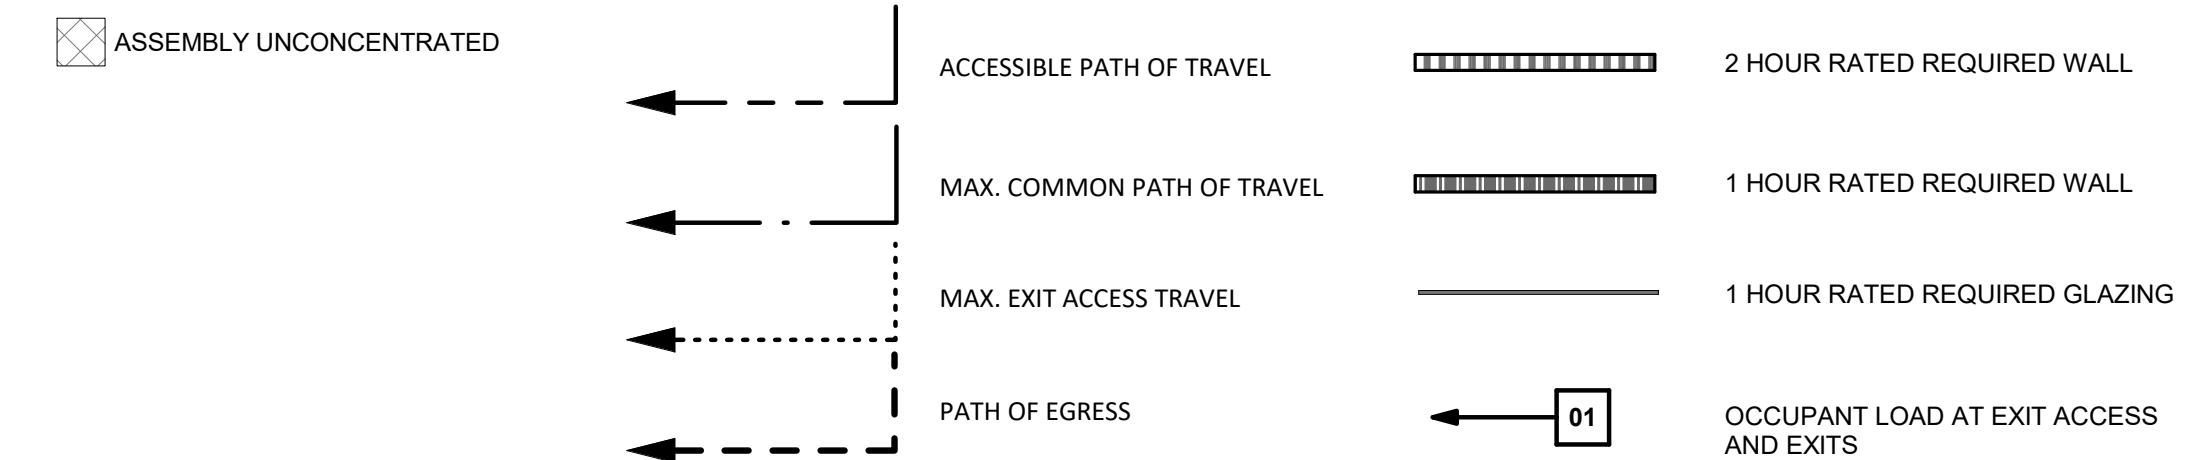 ASSEMBLY UNCONCENTRATED
ACCESSIBLE PATH OF TRAVEL
MAX. COMMON PATH OF TRAVEL
MAX. EXIT ACCESS TRAVEL
PATH OF EGRESS
2 HOUR RATED REQUIRED WALL
1 HOUR RATED REQUIRED WALL
1 HOUR RATED REQUIRED GLAZING
01
OCCUPANT LOAD AT EXIT ACCESS
AND EXITS